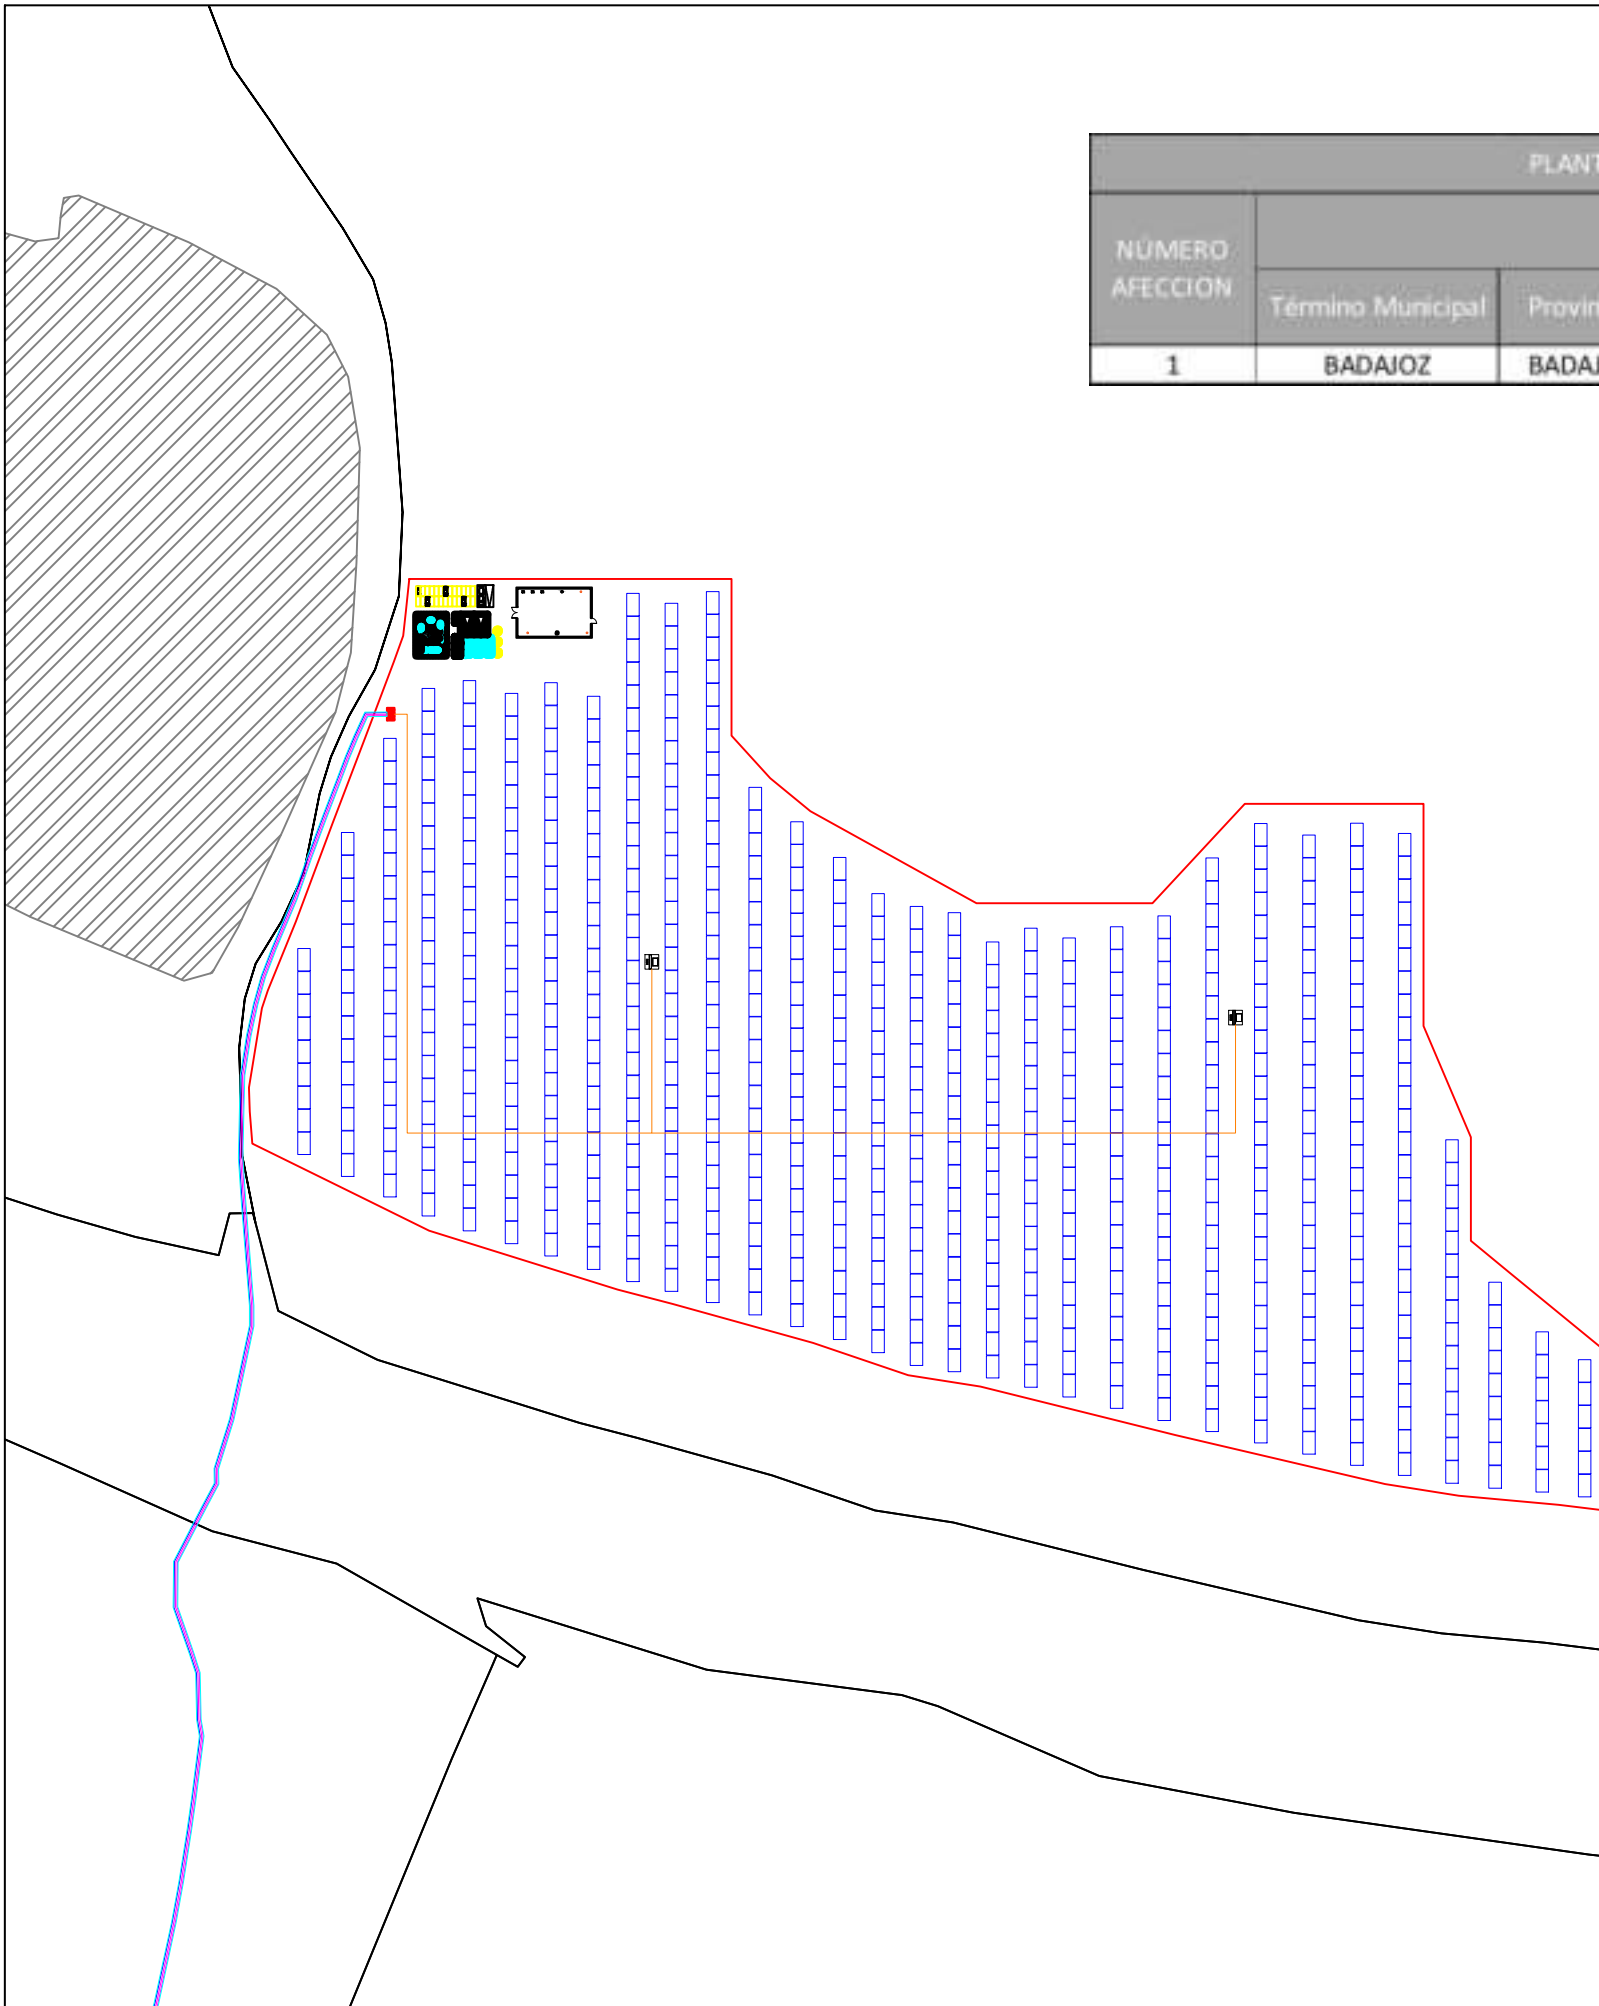 PLANT
NÚMERO
AFECCION
Término Municipal
Provin
1
BADAJOZ
BADAJ